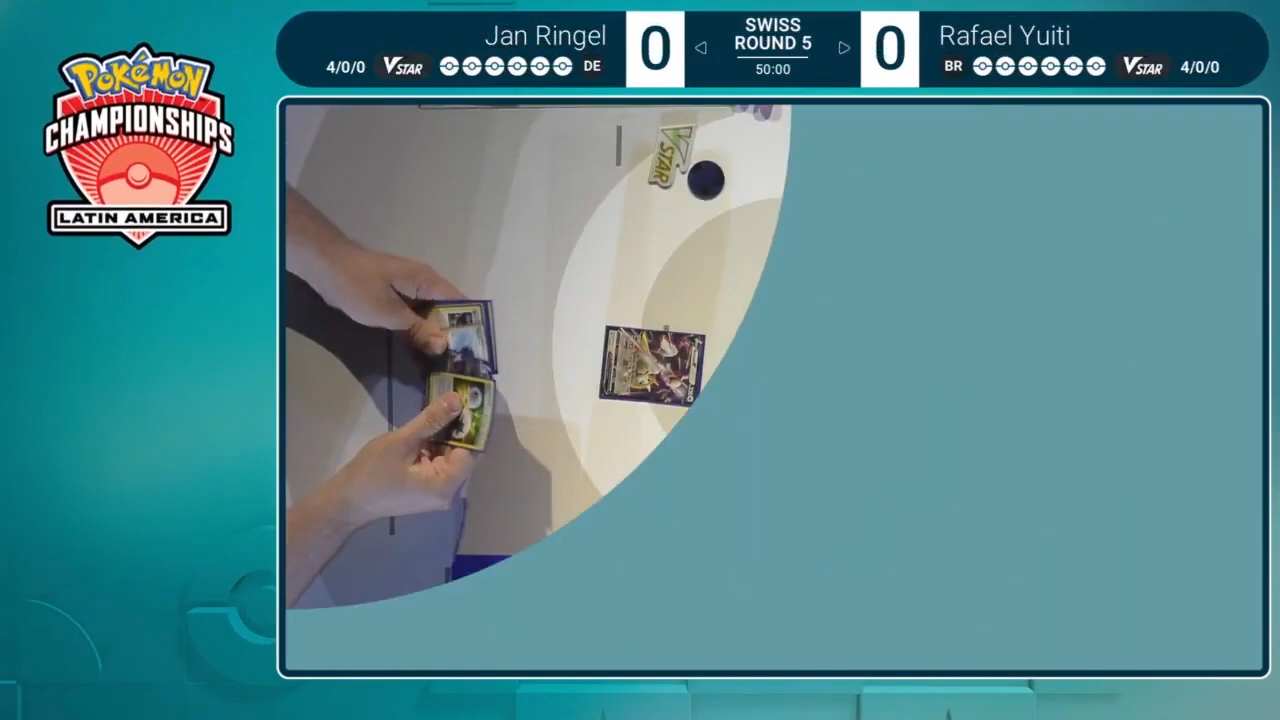 Jan Ringel
0
SWISS
ROUND 5
50:00
0
Rafael Yuiti
4/0/0
VSTAR
DE
BR
VSTAR
4/0/0
Pokémon
CHAMPIONSHIPS
LATIN AMERICA
VSTAR